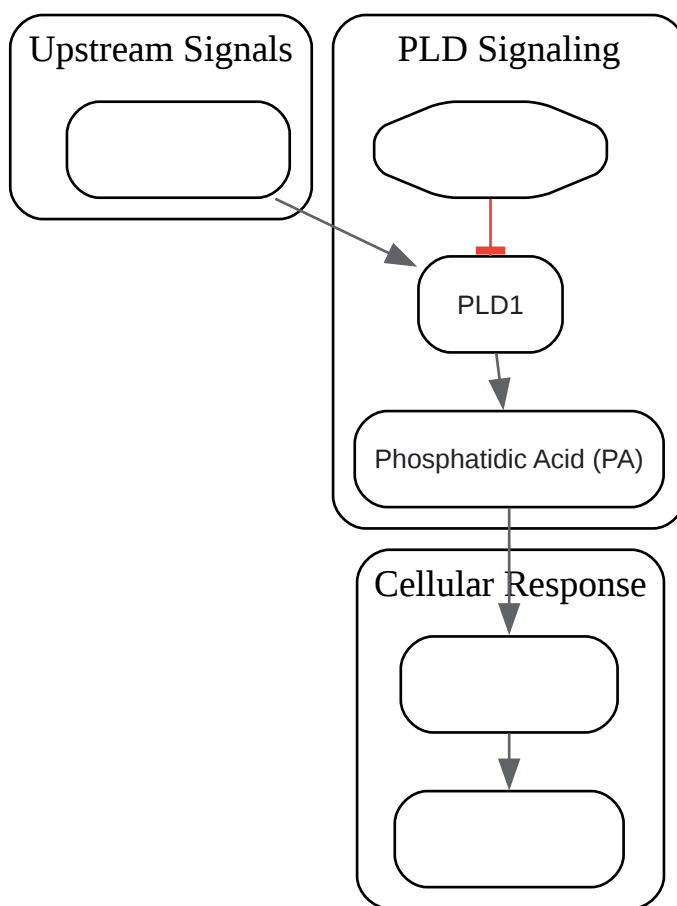 Upstream Signals
PLD Signaling
PLD1
Phosphatidic Acid (PA)
Cellular Response